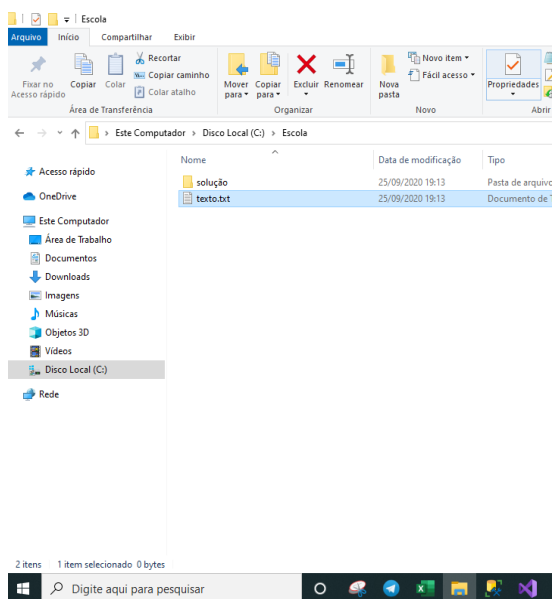 Escola
Arquivo Início Compartilhar Exibir
Fixar no Acesso rápido
Copiar
Colar
Recortar
Copiar caminho
Colar atalho
Área de Transferência
Mover para
Copiar para
Excluir
Renomear
Organizar
Nova pasta
Novo item
Fácil acesso
Novo
Propriedades
Abrir
Este Computador > Disco Local (C:) > Escola
Nome Data de modificação Tipo
solução 25/09/2020 19:13 Pasta de arquivo
texto.txt 25/09/2020 19:13 Documento de
Acesso rápido
OneDrive
Este Computador
Área de Trabalho
Documentos
Downloads
Imagens
Músicas
Objetos 3D
Vídeos
Disco Local (C:)
Rede
2 itens 1 item selecionado 0 bytes
Digite aqui para pesquisar